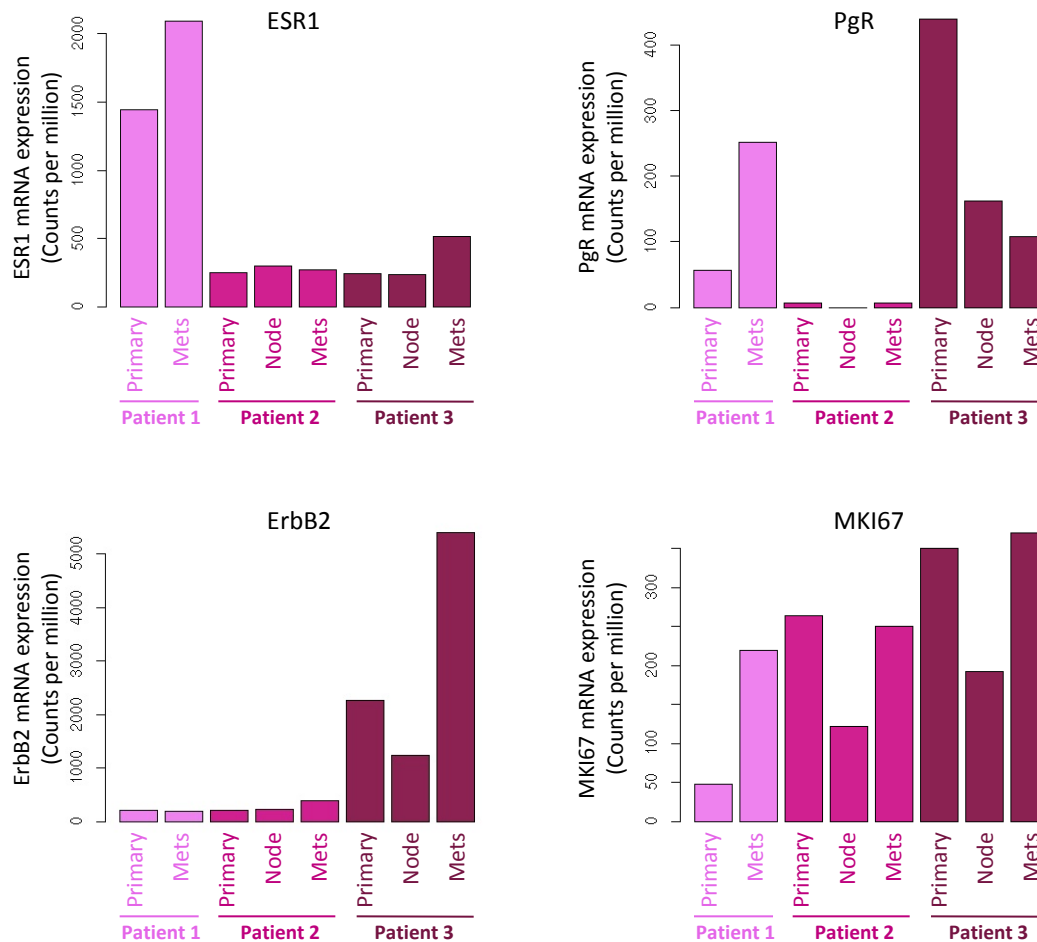 ESR1
ESR1 mRNA expression
(Counts per million)
0
500
1000
1500
2000
Primary
Mets
Primary
Node
Mets
Primary
Node
Mets
Patient 1
Patient 2
Patient 3
PgR
PgR mRNA expression
(Counts per million)
0
100
200
300
400
Primary
Mets
Primary
Node
Mets
Primary
Node
Mets
Patient 1
Patient 2
Patient 3
ErbB2
ErbB2 mRNA expression
(Counts per million)
0
1000
2000
3000
4000
5000
Primary
Mets
Primary
Node
Mets
Primary
Node
Mets
Patient 1
Patient 2
Patient 3
MKI67
MKI67 mRNA expression
(Counts per million)
0
50
100
200
300
Primary
Mets
Primary
Node
Mets
Primary
Node
Mets
Patient 1
Patient 2
Patient 3